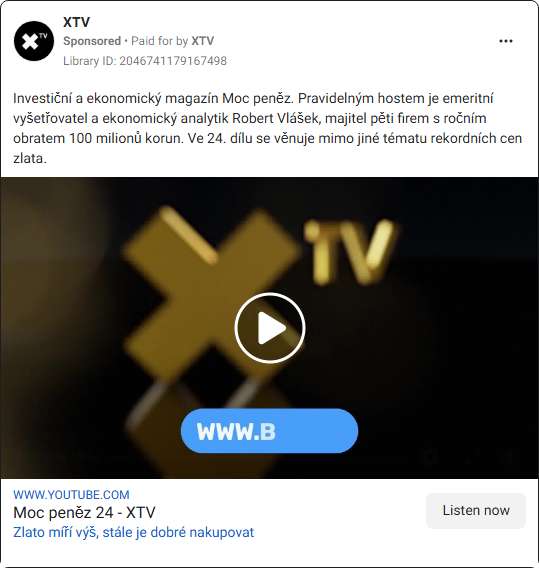 XTV
Sponsored • Paid for by XTV
Library ID: 2046741179167498
Investiční a ekonomický magazín Moc peněz. Pravidelným hostem je emeritní
vyšetřovatel a ekonomický analytik Robert Vlášek, majitel pěti firem s ročním
obratem 100 milionů korun. Ve 24. dílu se věnuje mimo jiné tématu rekordních cen
zlata.
XTV
WWW.B
WWW.YOUTUBE.COM
Moc peněz 24 - XTV
Zlato míří výš, stále je dobré nakupovat
Listen now